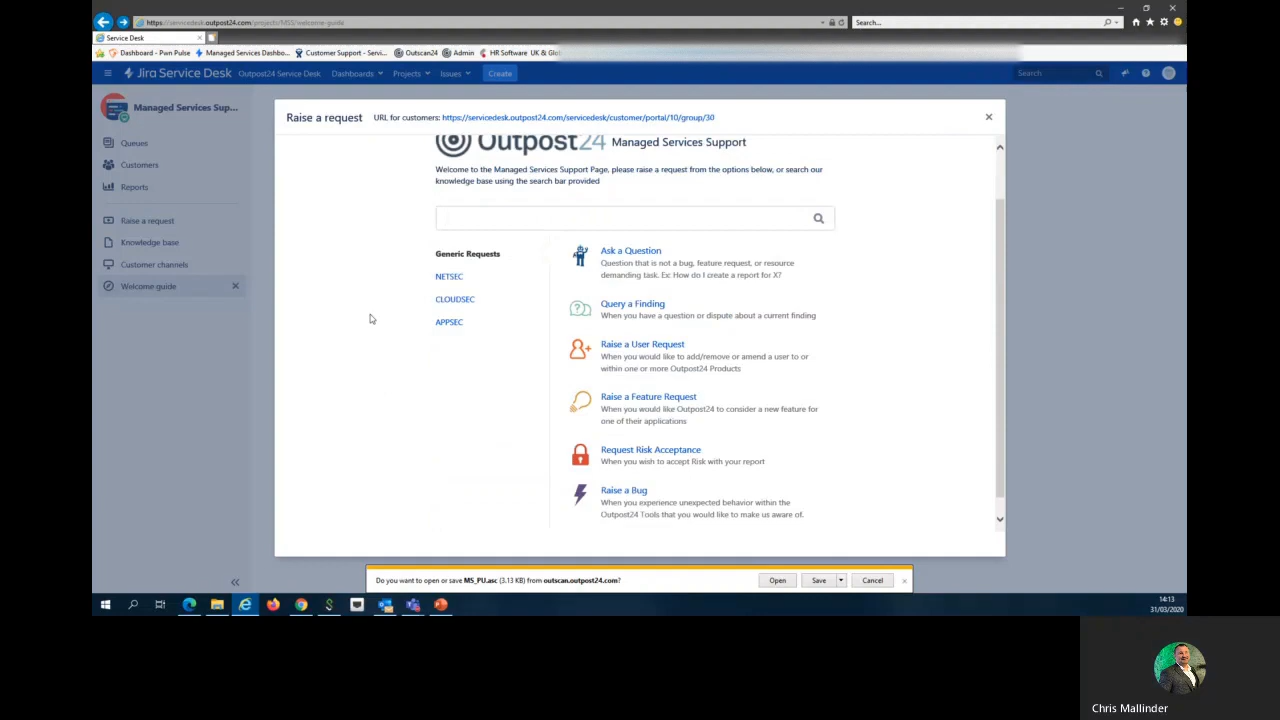 https://servicedesk.outpost24.com/projects/MSS/welcome-guide
Search...
Service Desk
Dashboard - Pwn Pulse
Managed Services Dashbo...
Customer Support - Servi...
Outscan24
Admin
HR Software UK & Glob
Jira Service Desk
Outpost24 Service Desk
Dashboards
Projects
Issues
Create
Search
Managed Services Sup...
Queues
Customers
Reports
Raise a request
Knowledge base
Customer channels
Welcome guide
Raise a request
URL for customers: https://servicedesk.outpost24.com/servicedesk/customer/portal/10/group/30
Outpost24 Managed Services Support
Welcome to the Managed Services Support Page, please raise a request from the options below, or search our
knowledge base using the search bar provided
Generic Requests
NETSEC
CLOUDSEC
APPSEC
Ask a Question
Question that is not a bug, feature request, or resource
demanding task. Ex: How do I create a report for X?
Query a Finding
When you have a question or dispute about a current finding
Raise a User Request
When you would like to add/remove or amend a user to or
within one or more Outpost24 Products
Raise a Feature Request
When you would like Outpost24 to consider a new feature for
one of their applications
Request Risk Acceptance
When you wish to accept Risk with your report
Raise a Bug
When you experience unexpected behavior within the
Outpost24 Tools that you would like to make us aware of.
Do you want to open or save MS_PU.asc (3.13 KB) from outscan.outpost24.com?
Open
Save
Cancel
14:13
31/03/2020
Chris Mallinder